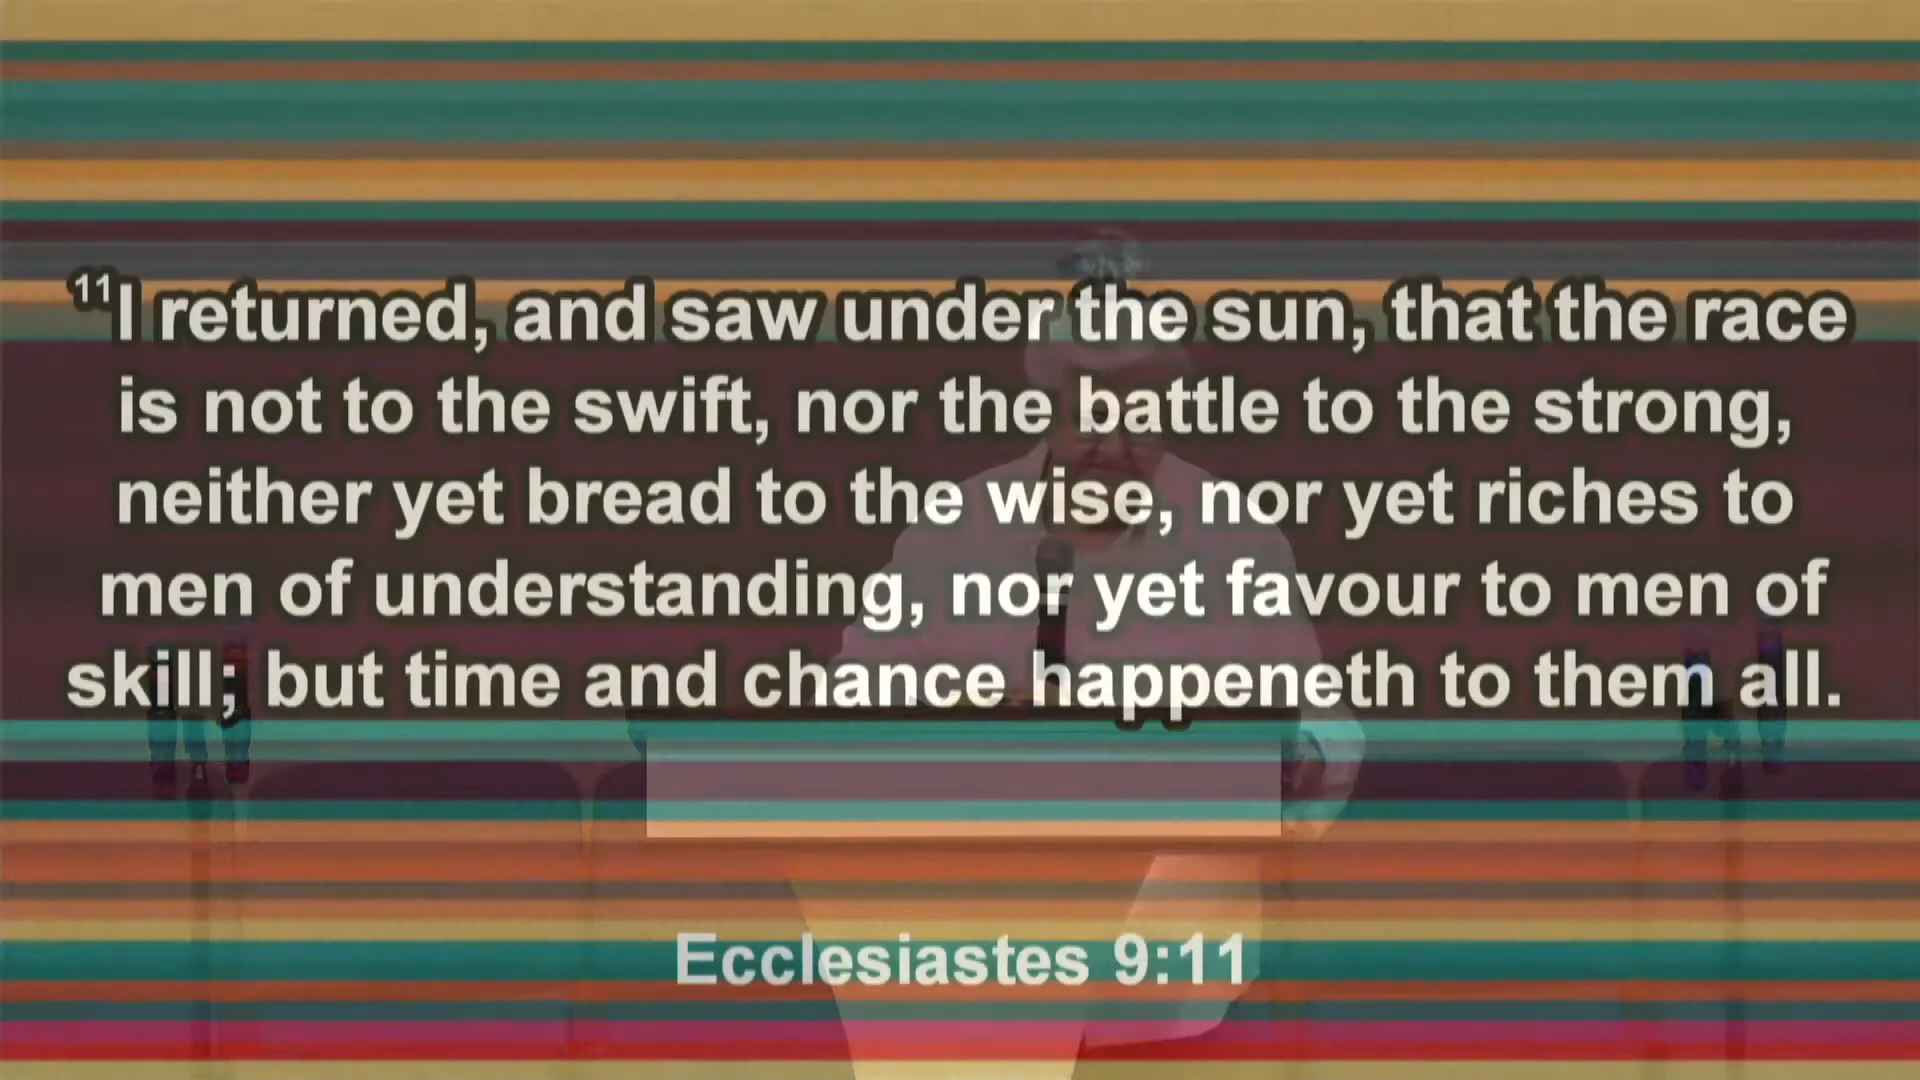 ¹¹I returned, and saw under the sun, that the race
is not to the swift, nor the battle to the strong,
neither yet bread to the wise, nor yet riches to
men of understanding, nor yet favour to men of
skill; but time and chance happeneth to them all.
Ecclesiastes 9:11